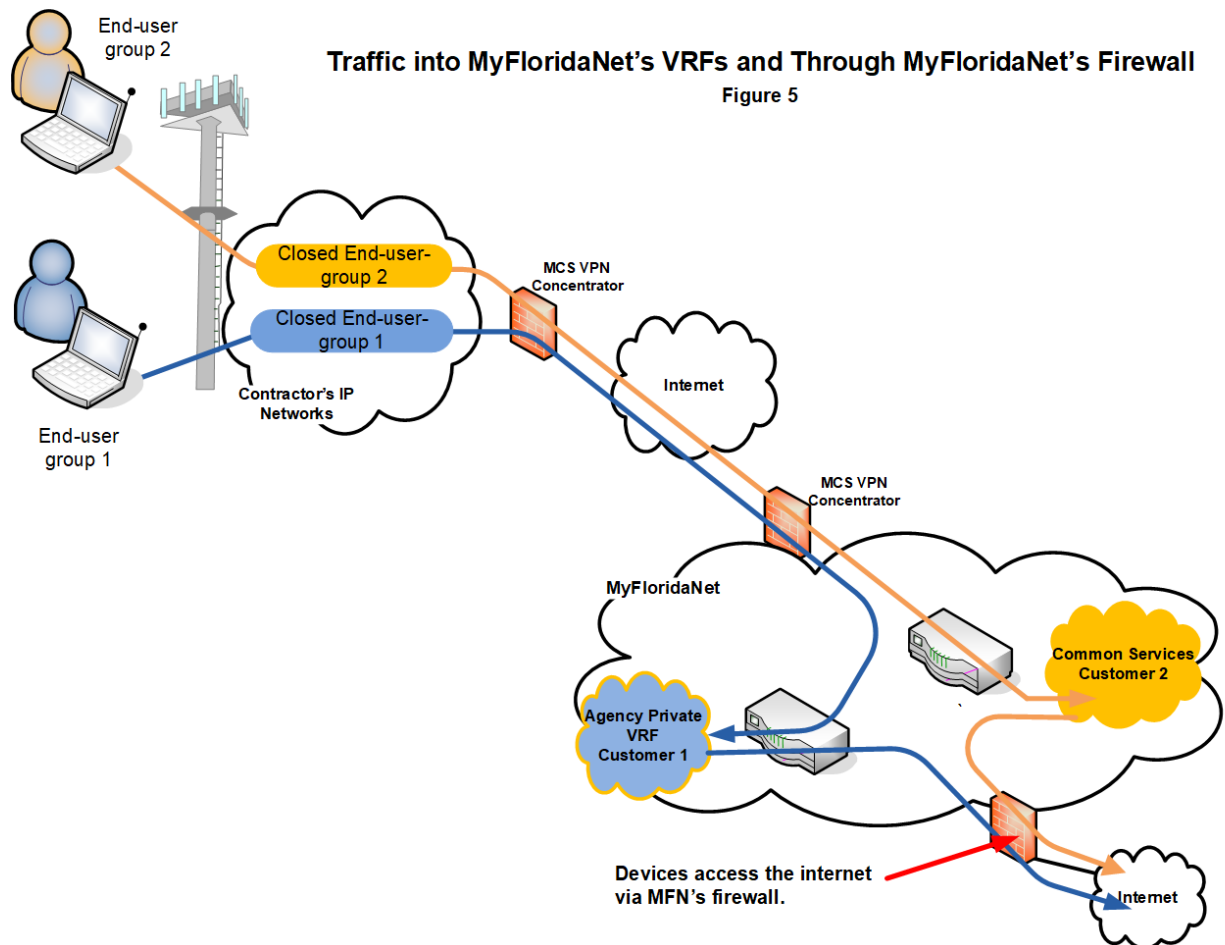 End-user
group 2
Traffic into MyFloridaNet's VRFs and Through MyFloridaNet's Firewall
Figure 5
Closed End-user-
group 2
MCS VPN
Concentrator
Closed End-user-
group 1
Contractor's IP
Networks
Internet
End-user
group 1
MCS VPN
Concentrator
MyFloridaNet
Common Services
Customer 2
Agency Private
VRF
Customer 1
Devices access the internet
via MFN's firewall.
Internet